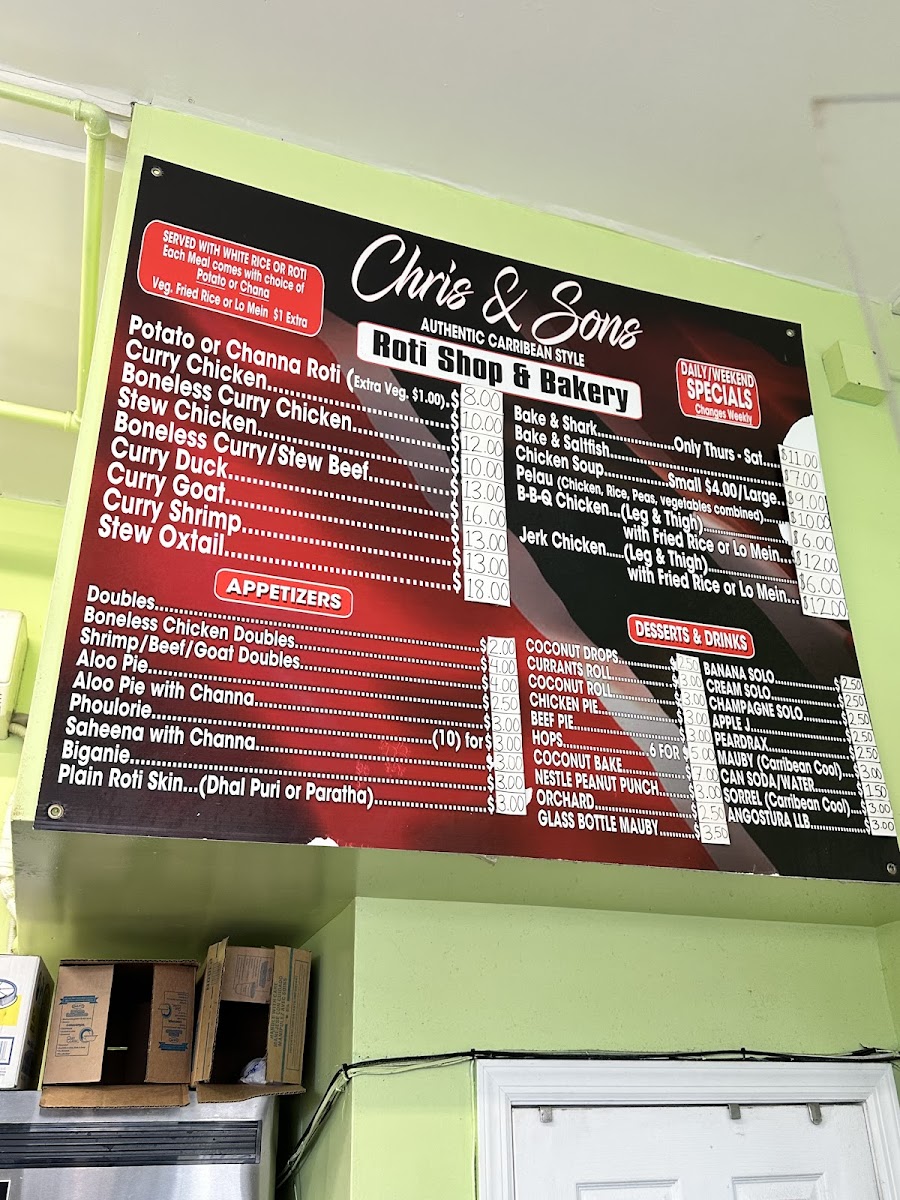 SERVED WITH WHITE RICE OR ROTI
Each Meal comes with choice of
Potato or Chana
Veg. Fried Rice or Lo Mein $1 Extra
Chris & Sons
AUTHENTIC CARRIBEAN STYLE
Roti Shop & Bakery
DAILY/WEEKEND
SPECIALS
Changes Weekly
Potato or Channa Roti (Extra Veg. $1.00).$ 8.00
Curry Chicken $ 10.00
Boneless Curry Chicken $ 12.00
Stew Chicken $ 10.00
Boneless Curry/Stew Beef $ 13.00
Curry Duck $ 16.00
Curry Goat $ 13.00
Curry Shrimp $ 13.00
Stew Oxtail $ 18.00
Bake & Shark Only Thurs - Sat $11.00
Bake & Saltfish $7.00
Chicken Soup Small $4.00/Large $9.00
Pelau (Chicken, Rice, Peas, vegetables combined) $10.00
B-B-Q Chicken (Leg & Thigh) $6.00
with Fried Rice or Lo Mein $12.00
Jerk Chicken (Leg & Thigh) $6.00
with Fried Rice or Lo Mein $12.00
APPETIZERS
Doubles $ 2.00
Boneless Chicken Doubles $ 4.00
Shrimp/Beef/Goat Doubles $ 4.00
Aloo Pie $ 2.50
Aloo Pie with Channa $ 3.00
Phoulorie (10) for $ 3.00
Saheena with Channa $ 3.00
Biganie $ 3.00
Plain Roti Skin...(Dhal Puri or Paratha) $ 3.00
DESSERTS & DRINKS
COCONUT DROPS $ 2.50
CURRANTS ROLL $ 3.00
COCONUT ROLL $ 3.00
CHICKEN PIE $ 3.00
BEEF PIE $ 3.00
HOPS 6 FOR $ 5.00
COCONUT BAKE $ 7.00
NESTLE PEANUT PUNCH $ 3.00
ORCHARD $ 2.50
GLASS BOTTLE MAUBY $ 3.50
BANANA SOLO $ 2.50
CREAM SOLO $ 2.50
CHAMPAGNE SOLO $ 2.50
APPLE J $ 2.50
PEARDRAX $
MAUBY (Carribean Cool) $ 3.00
CAN SODA/WATER $ 1.50
SORREL (Carribean Cool) $ 3.00
ANGOSTURA LLB $ 3.00